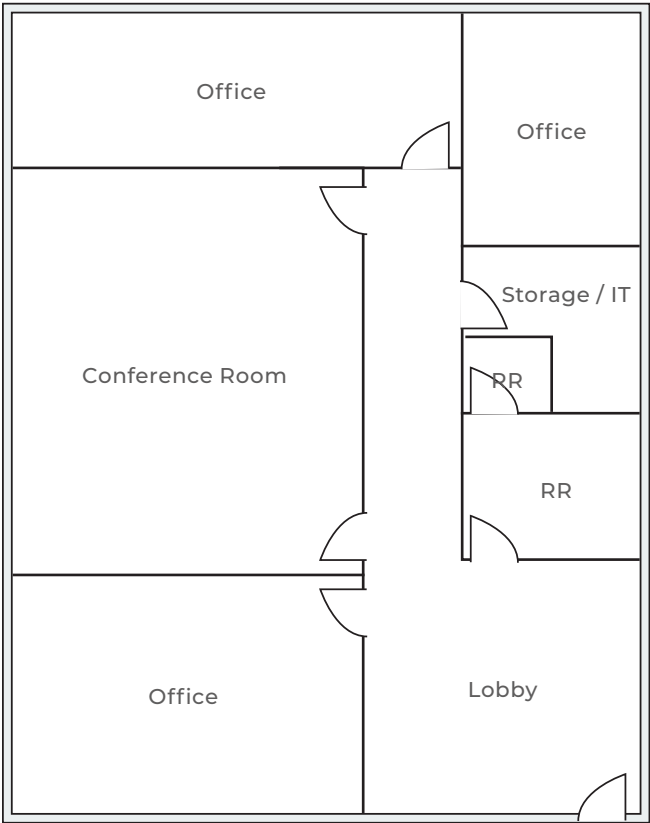 Office
Office
Storage / IT
Conference Room
RR
RR
Office
Lobby